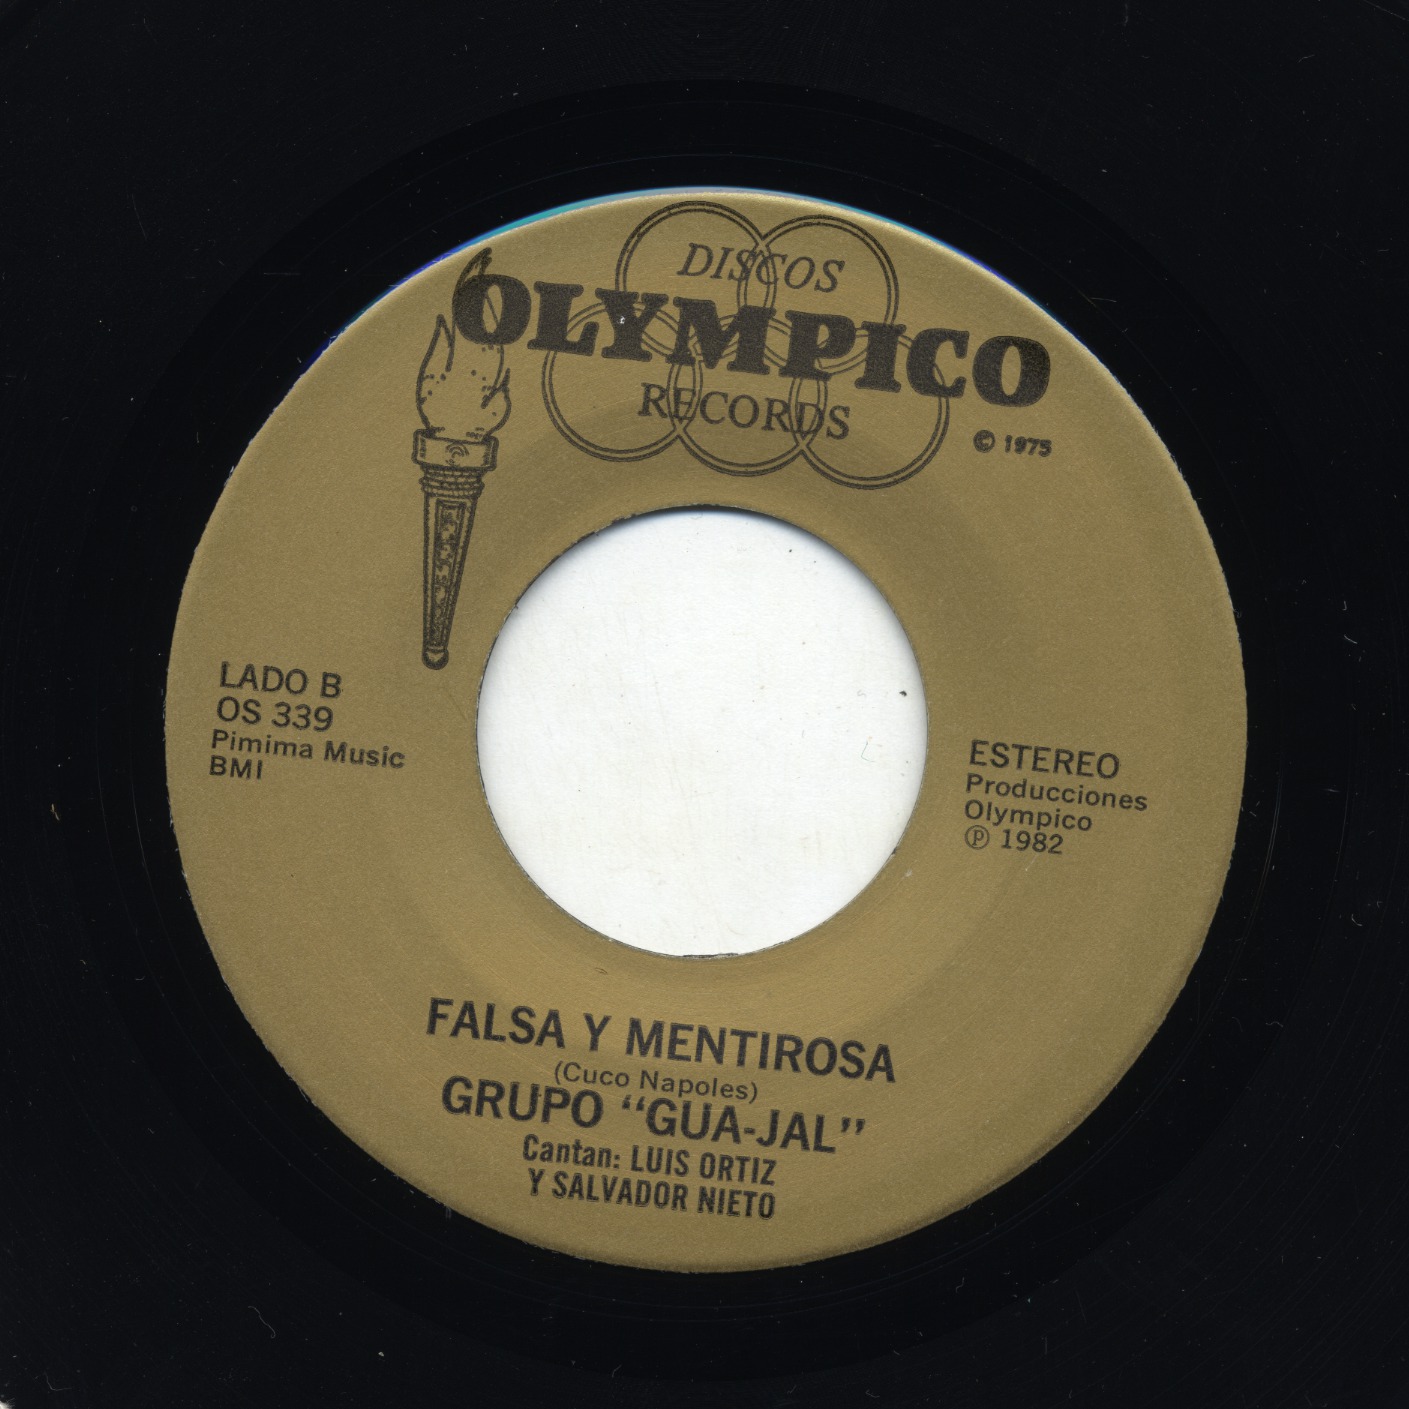 DISCOS
OLYMPICO
RECORDS
© 1975
LADO B
OS 339
Pimima Music
BMI
ESTEREO
Producciones
Olympico
℗ 1982
FALSA Y MENTIROSA
(Cuco Napoles)
GRUPO “GUA-JAL”
Cantan: LUIS ORTIZ
Y SALVADOR NIETO